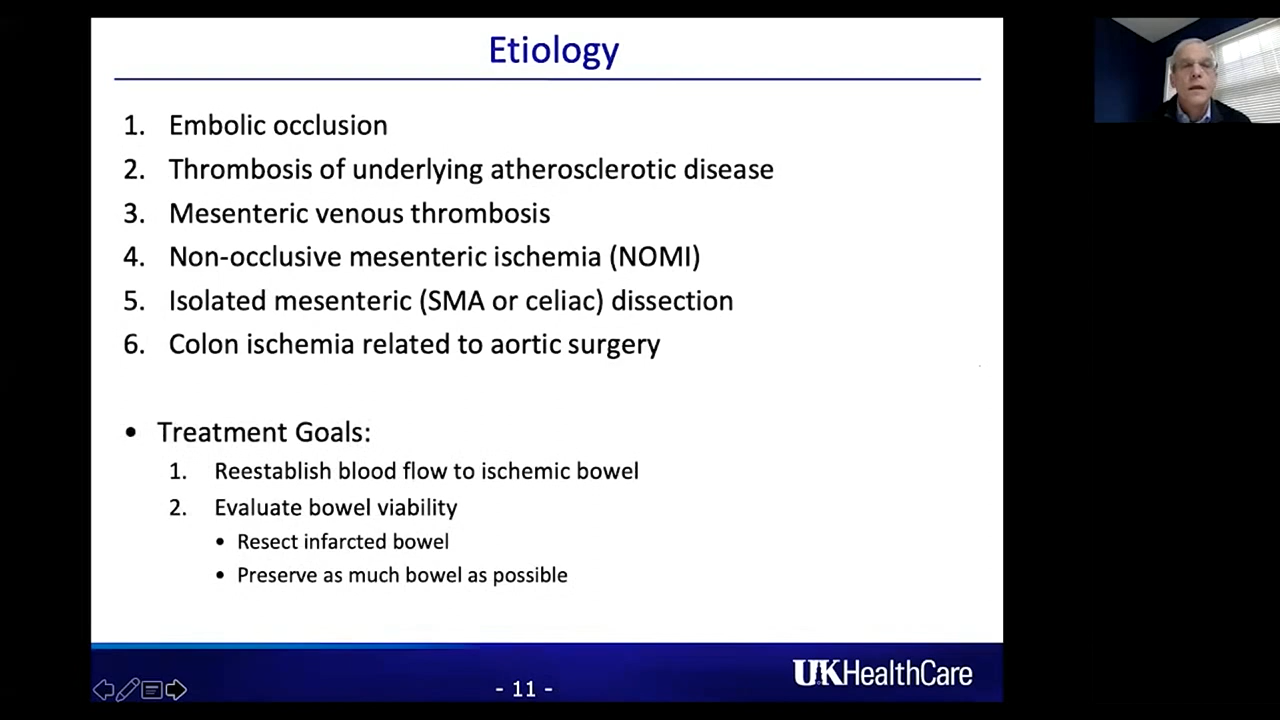 Etiology
1. Embolic occlusion
2. Thrombosis of underlying atherosclerotic disease
3. Mesenteric venous thrombosis
4. Non-occlusive mesenteric ischemia (NOMI)
5. Isolated mesenteric (SMA or celiac) dissection
6. Colon ischemia related to aortic surgery
• Treatment Goals:
1. Reestablish blood flow to ischemic bowel
2. Evaluate bowel viability
• Resect infarcted bowel
• Preserve as much bowel as possible
- 11 -
UKHealthCare